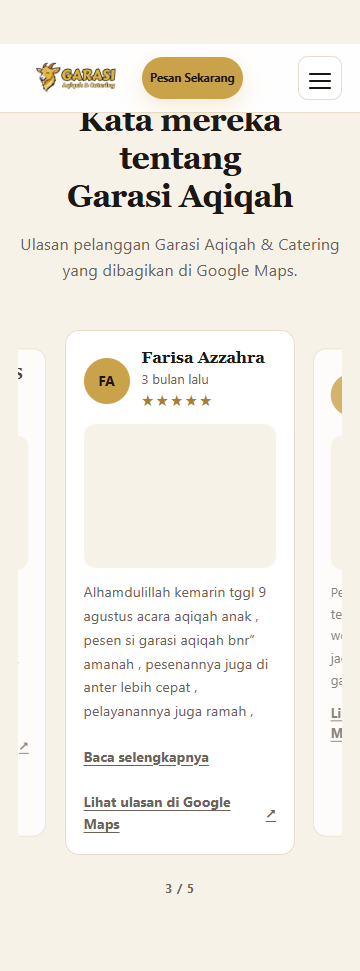 GARASI
Aqiqah & Catering
Pesan Sekarang
Kata mereka
tentang
Garasi Aqiqah
Ulasan pelanggan Garasi Aqiqah & Catering
yang dibagikan di Google Maps.
FA
Farisa Azzahra
3 bulan lalu
★★★★★
Alhamdulillah kemarin tggl 9
agustus acara aqiqah anak ,
pesen si garasi aqiqah bnr”
amanah , pesenannya juga di
anter lebih cepat ,
pelayanannya juga ramah ,
Baca selengkapnya
Lihat ulasan di Google
Maps ↗
3 / 5